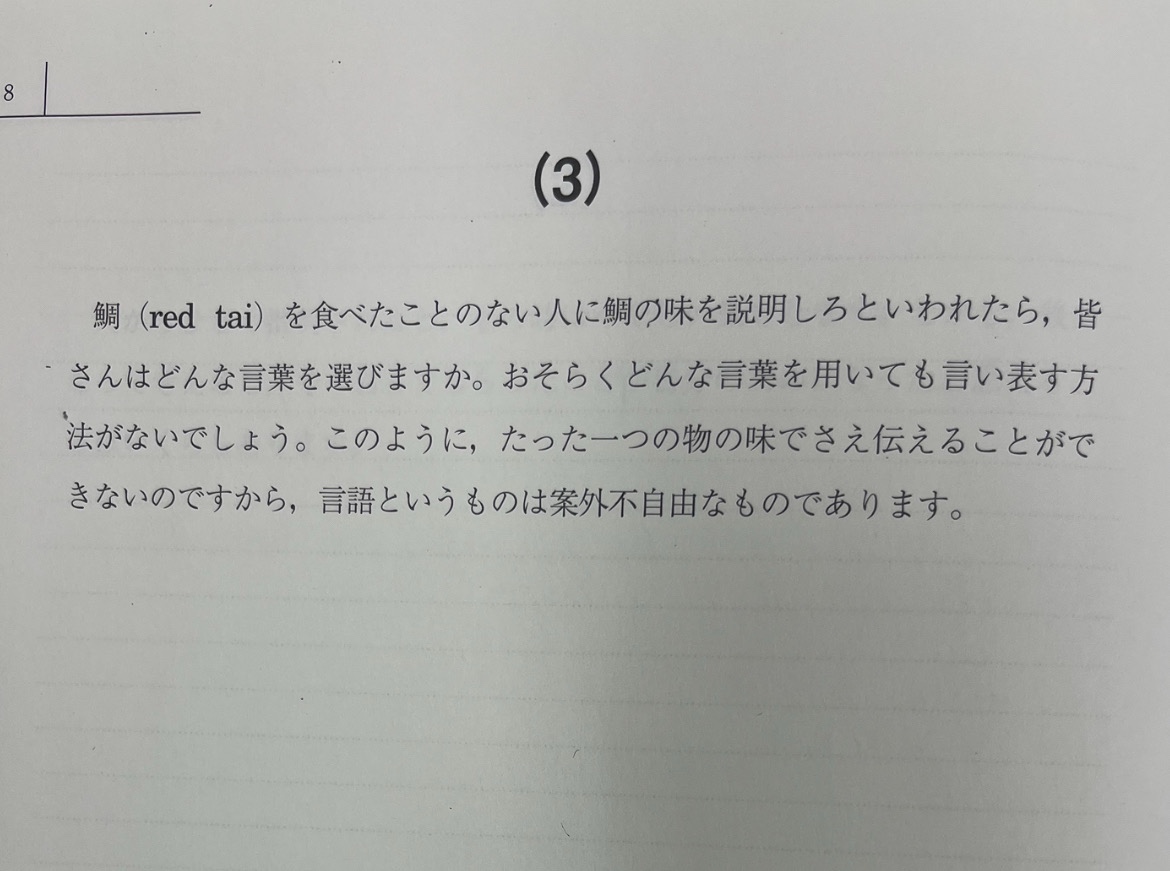 8
(3)
鯛（red tai）を食べたことのない人に鯛の味を説明しろといわれたら，皆
さんはどんな言葉を選びますか。おそらくどんな言葉を用いても言い表す方
法がないでしょう。このように，たった一つの物の味でさえ伝えることがで
きないのですから，言語というものは案外不自由なものであります。